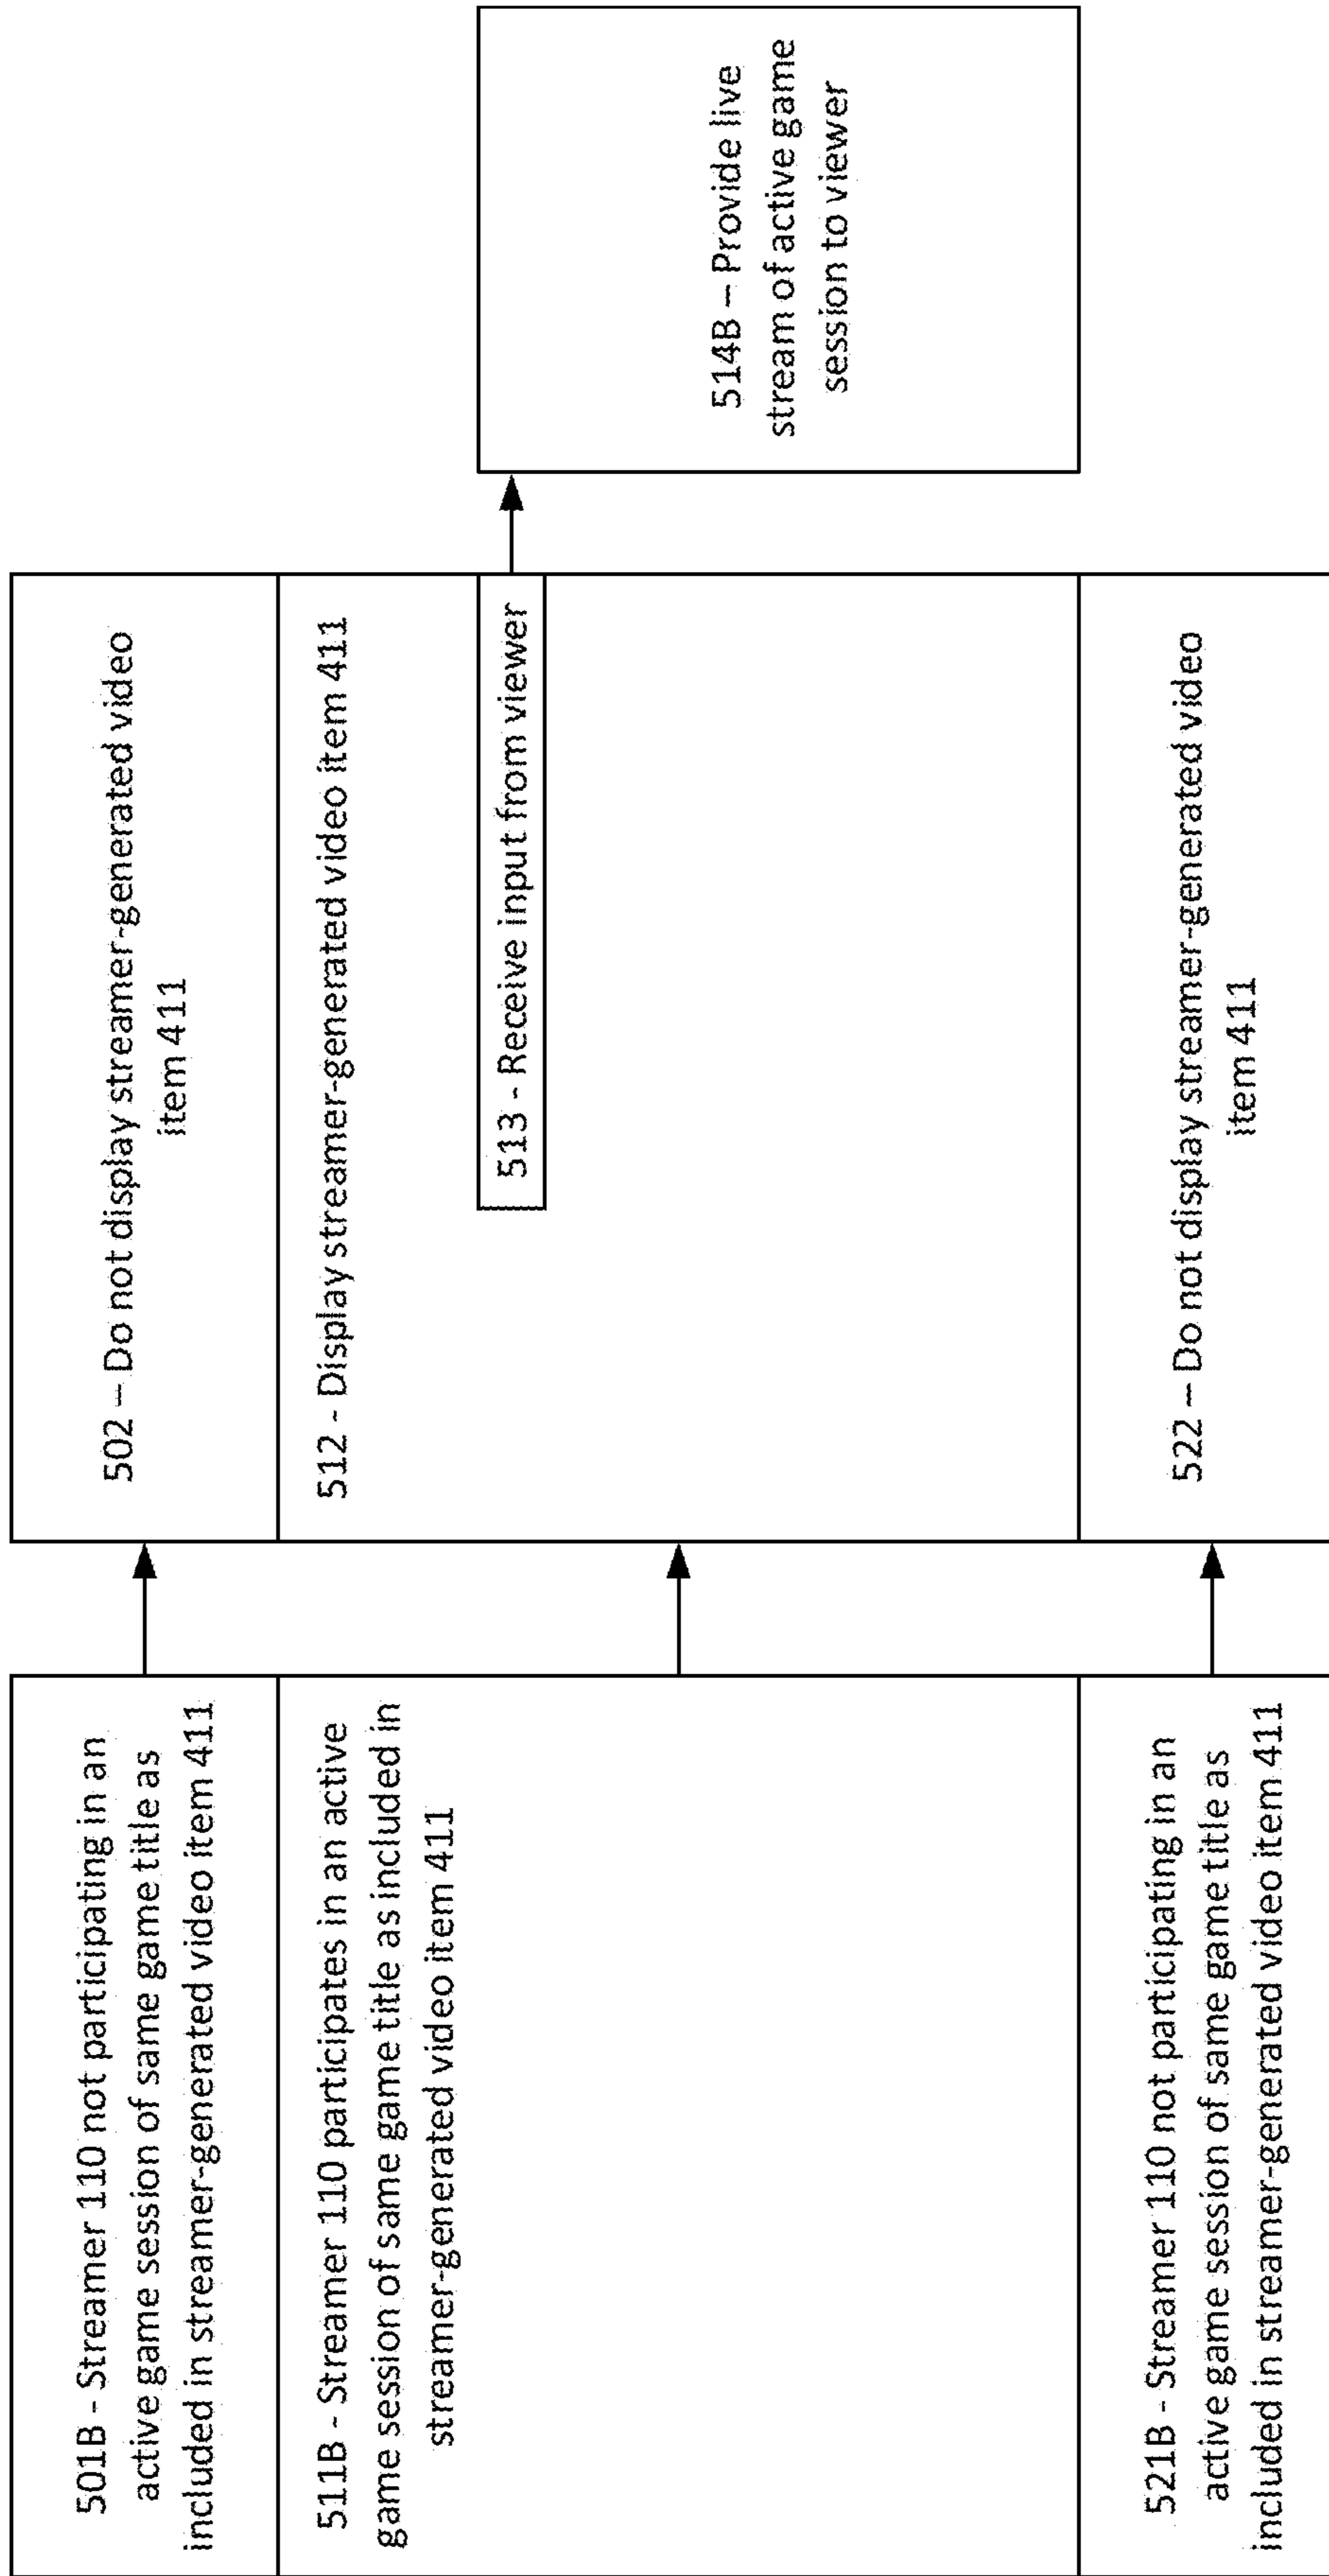 501B - Streamer 110 not participating in an
active game session of same game title as
included in streamer-generated video item 411
511B - Streamer 110 participates in an active
game session of same game title as included in
streamer-generated video item 411
521B - Streamer 110 not participating in an
active game session of same game title as
included in streamer-generated video item 411
502 – Do not display streamer-generated video
item 411
512 - Display streamer-generated video item 411
513 - Receive input from viewer
522 – Do not display streamer-generated video
item 411
514B – Provide live
stream of active game
session to viewer